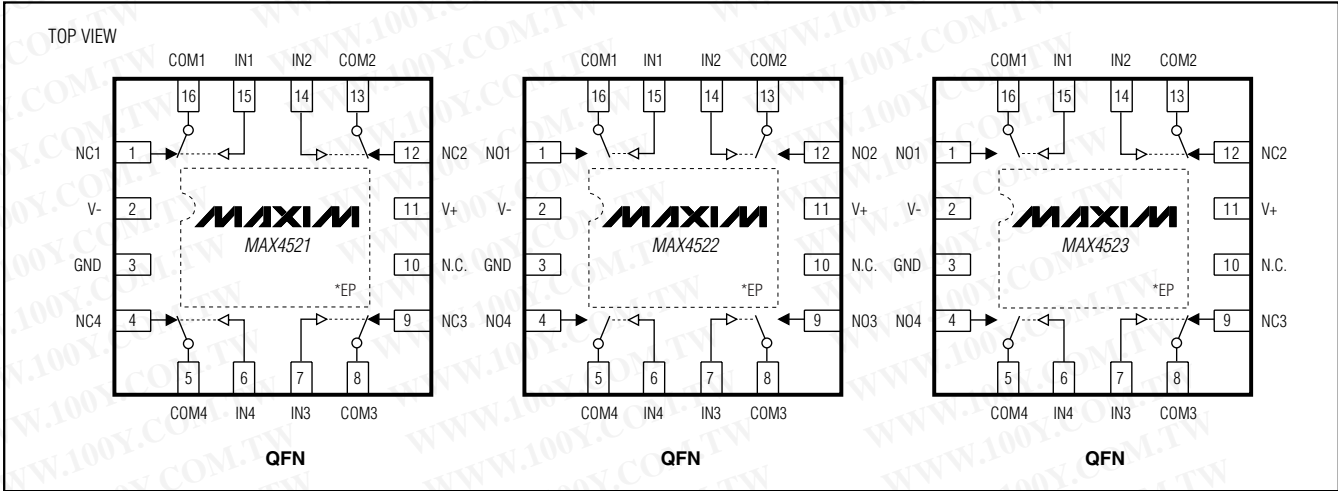 TOP VIEW
COM1 IN1 IN2 COM2
16 15 14 13
NC1 1 12 NC2
V- 2 11 V+
MAXIM
MAX4521
GND 3 10 N.C.
*EP
NC4 4 9 NC3
5 6 7 8
COM4 IN4 IN3 COM3
QFN
COM1 IN1 IN2 COM2
16 15 14 13
NO1 1 12 NO2
V- 2 11 V+
MAXIM
MAX4522
GND 3 10 N.C.
*EP
NO4 4 9 NO3
5 6 7 8
COM4 IN4 IN3 COM3
QFN
COM1 IN1 IN2 COM2
16 15 14 13
NO1 1 12 NC2
V- 2 11 V+
MAXIM
MAX4523
GND 3 10 N.C.
*EP
NO4 4 9 NC3
5 6 7 8
COM4 IN4 IN3 COM3
QFN
WWW.100Y.COM.TW